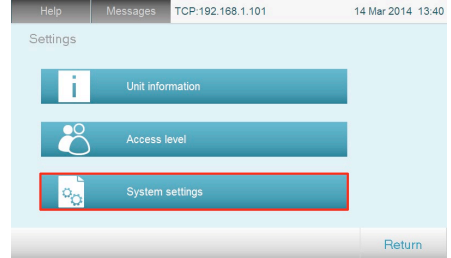 Help Messages TCP:192.168.1.101 14 Mar 2014 13:40
Settings
Unit information
Access level
System settings
Return